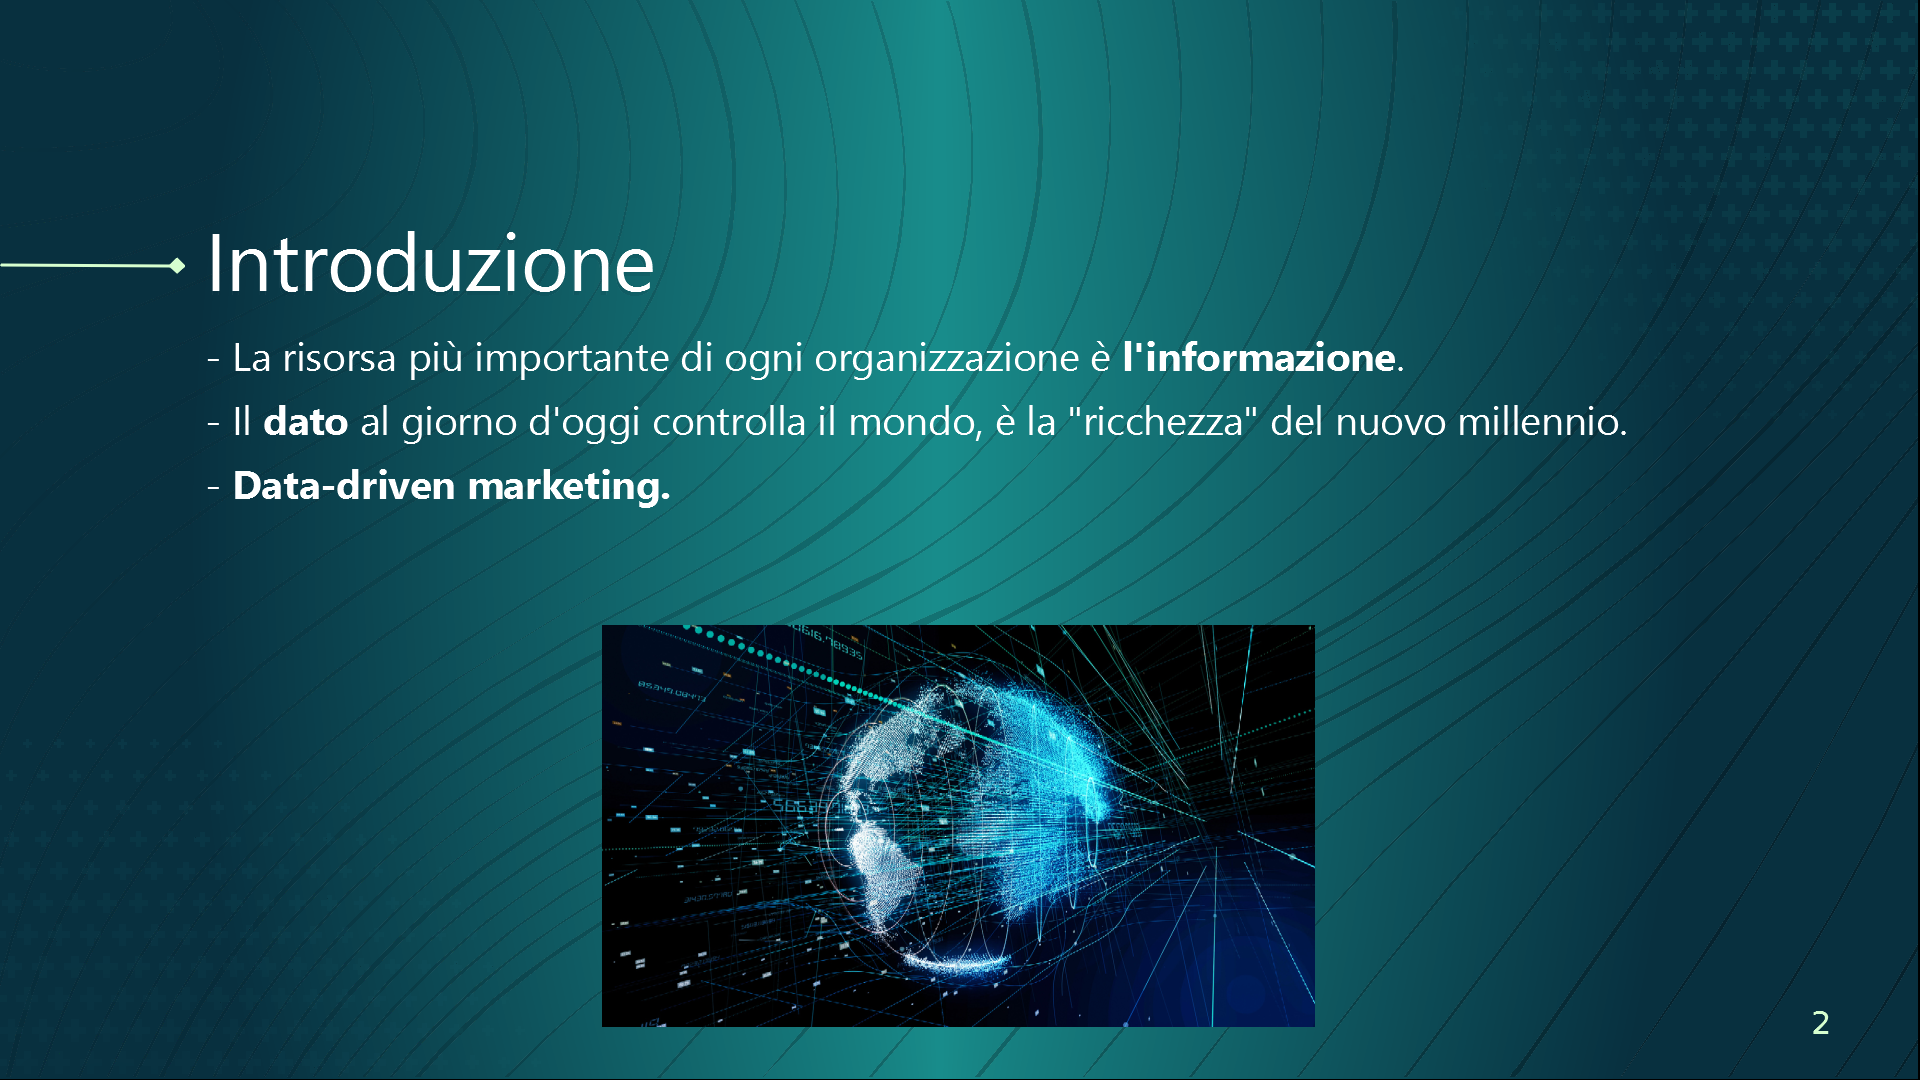 Introduzione
- La risorsa più importante di ogni organizzazione è l'informazione.
- Il dato al giorno d'oggi controlla il mondo, è la "ricchezza" del nuovo millennio.
- Data-driven marketing.
2